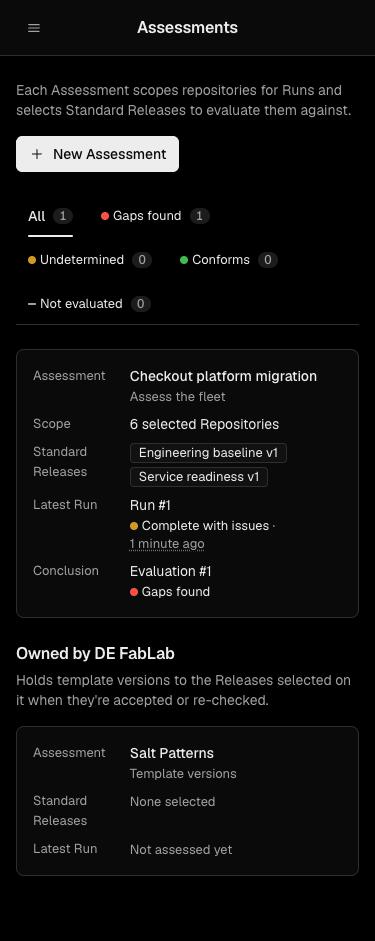 Assessments
Each Assessment scopes repositories for Runs and
selects Standard Releases to evaluate them against.
+ New Assessment
All 1
Gaps found 1
Undetermined 0
Conforms 0
Not evaluated 0
Assessment
Checkout platform migration
Assess the fleet
Scope
6 selected Repositories
Standard
Releases
Engineering baseline v1
Service readiness v1
Latest Run
Run #1
Complete with issues ·
1 minute ago
Conclusion
Evaluation #1
Gaps found
Owned by DE FabLab
Holds template versions to the Releases selected on
it when they're accepted or re-checked.
Assessment
Salt Patterns
Template versions
Standard
Releases
None selected
Latest Run
Not assessed yet